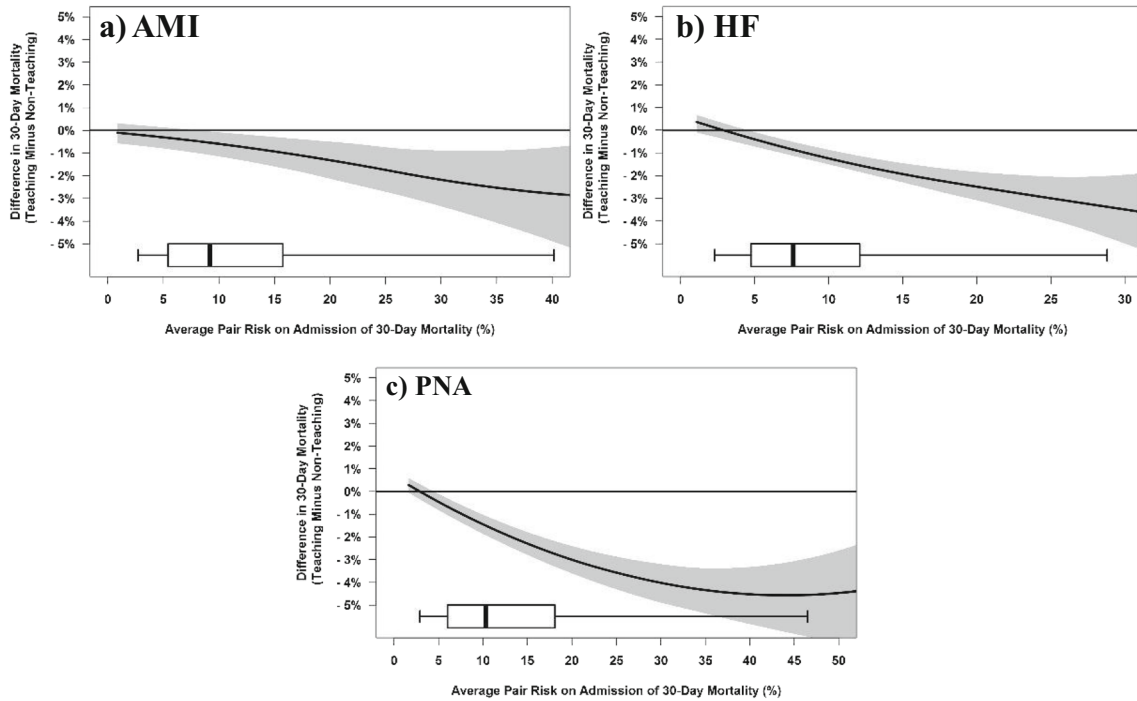 a) AMI
Difference in 30-Day Mortality
(Teaching Minus Non-Teaching)
5%
4%
3%
2%
1%
0%
- 1%
- 2%
- 3%
- 4%
- 5%
0 5 10 15 20 25 30 35 40
Average Pair Risk on Admission of 30-Day Mortality (%)
b) HF
Difference in 30-Day Mortality
(Teaching Minus Non-Teaching)
5%
4%
3%
2%
1%
0%
- 1%
- 2%
- 3%
- 4%
- 5%
0 5 10 15 20 25 30
Average Pair Risk on Admission of 30-Day Mortality (%)
c) PNA
Difference in 30-Day Mortality
(Teaching Minus Non-Teaching)
5%
4%
3%
2%
1%
0%
- 1%
- 2%
- 3%
- 4%
- 5%
0 5 10 15 20 25 30 35 40 45 50
Average Pair Risk on Admission of 30-Day Mortality (%)